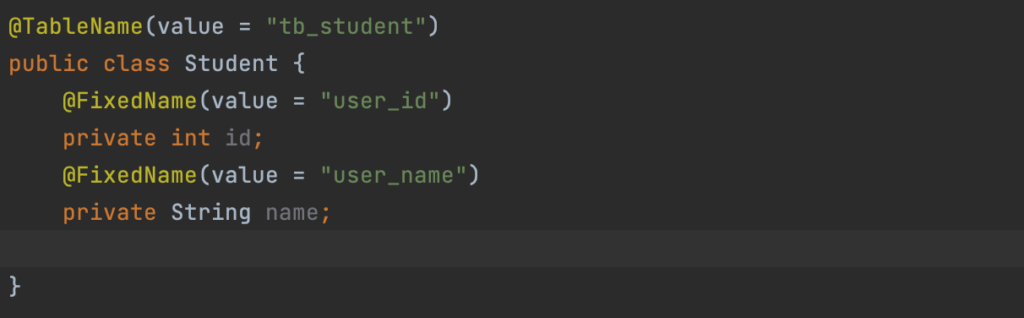 @TableName(value = "tb_student")
public class Student {
    @FixedName(value = "user_id")
    private int id;
    @FixedName(value = "user_name")
    private String name;
}